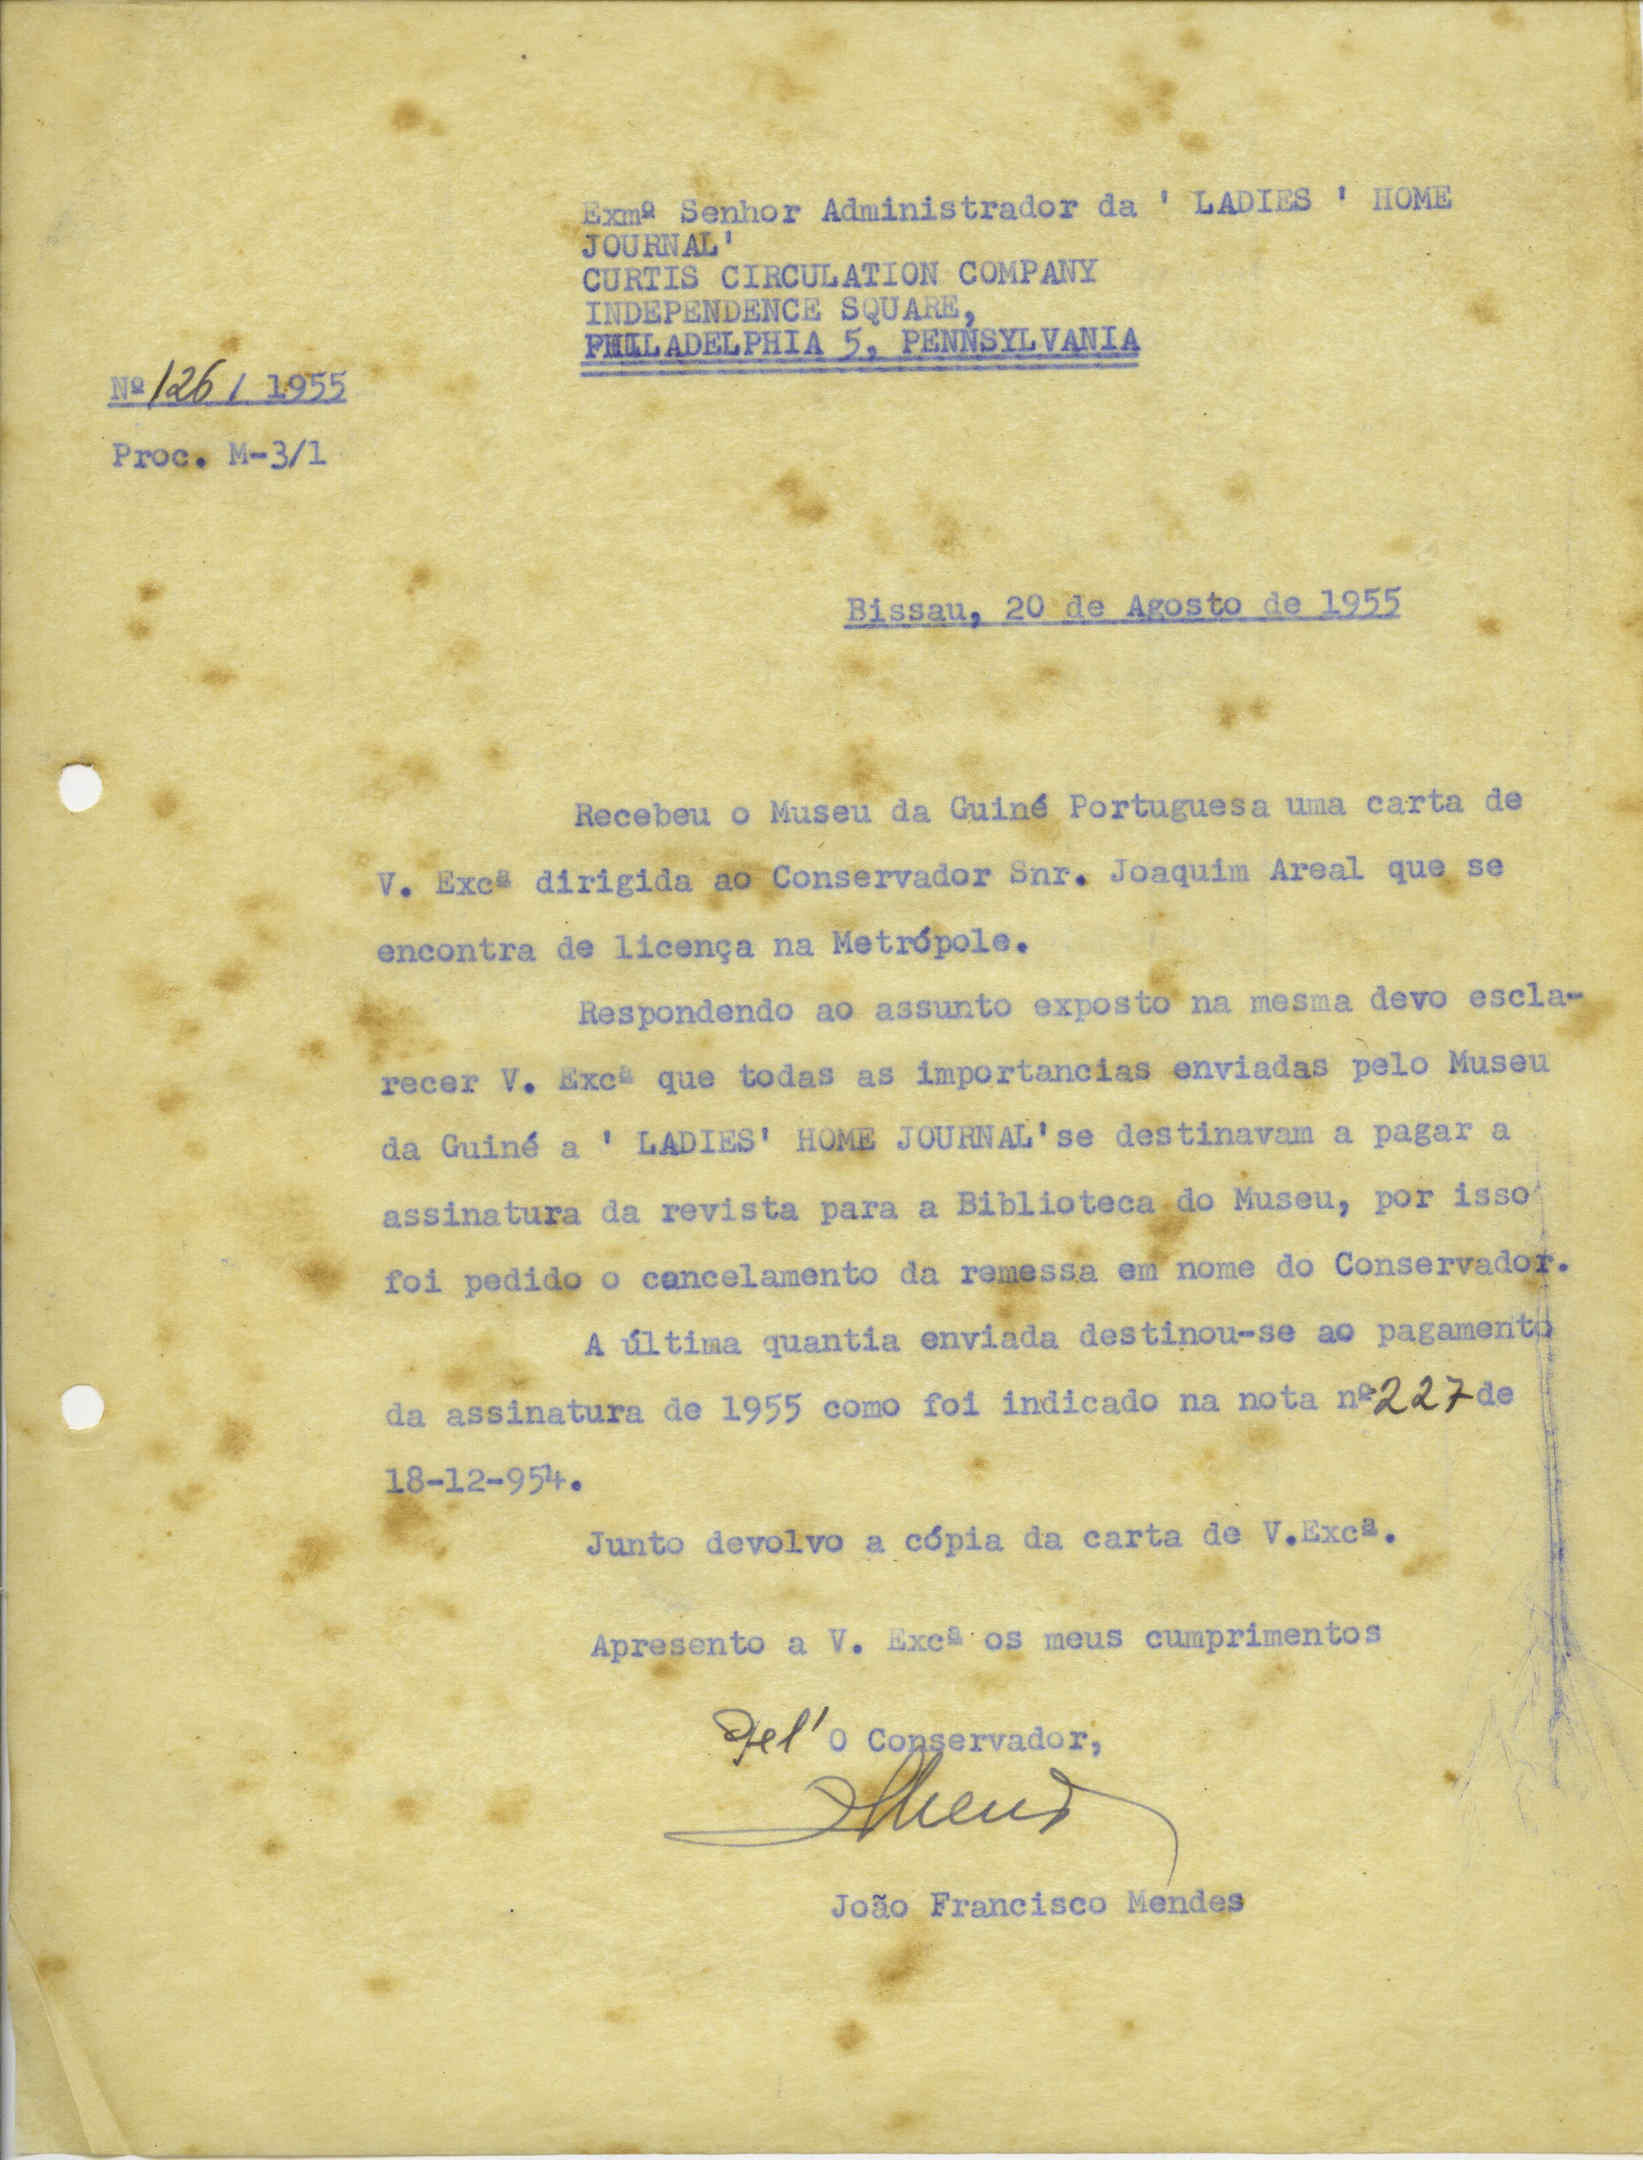 Exmº Senhor Administrador da ' LADIES ' HOME
JOURNAL'
CURTIS CIRCULATION COMPANY
INDEPENDENCE SQUARE,
PHILADELPHIA 5, PENNSYLVANIA
Nº 126 / 1955
Proc. M-3/1
Bissau, 20 de Agosto de 1955
Recebeu o Museu da Guiné Portuguesa uma carta de
V. Excª dirigida ao Conservador Snr. Joaquim Areal que se
encontra de licença na Metrópole.
Respondendo ao assunto exposto na mesma devo escla-
recer V. Excª que todas as importancias enviadas pelo Museu
da Guiné a ' LADIES' HOME JOURNAL'se destinavam a pagar a
assinatura da revista para a Biblioteca do Museu, por isso
foi pedido o cancelamento da remessa em nome do Conservador.
A última quantia enviada destinou-se ao pagamento
da assinatura de 1955 como foi indicado na nota nº 227 de
18-12-954.
Junto devolvo a cópia da carta de V.Excª.
Apresento a V. Excª os meus cumprimentos
Pel' O Conservador,
João Francisco Mendes